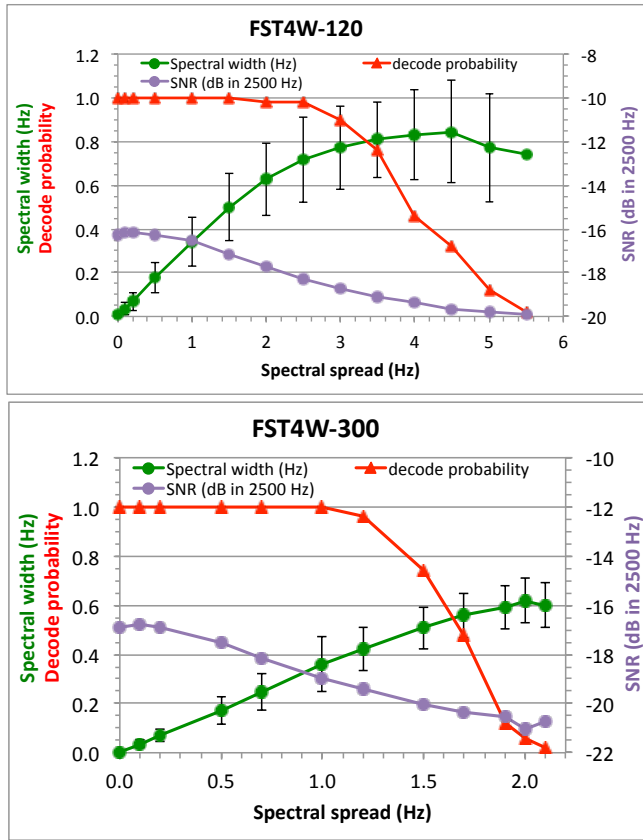 FST4W-120
Spectral width (Hz) decode probability
SNR (dB in 2500 Hz)
Spectral width (Hz)
Decode probability
1.2
1.0
0.8
0.6
0.4
0.2
0.0
-8
-10
-12
-14
-16
-18
-20
SNR (dB in 2500 Hz)
0 1 2 3 4 5 6
Spectral spread (Hz)
FST4W-300
Spectral width (Hz) decode probability
SNR (dB in 2500 Hz)
Spectral width (Hz)
Decode probability
1.2
1.0
0.8
0.6
0.4
0.2
0.0
-10
-12
-14
-16
-18
-20
-22
SNR (dB in 2500 Hz)
0.0 0.5 1.0 1.5 2.0
Spectral spread (Hz)